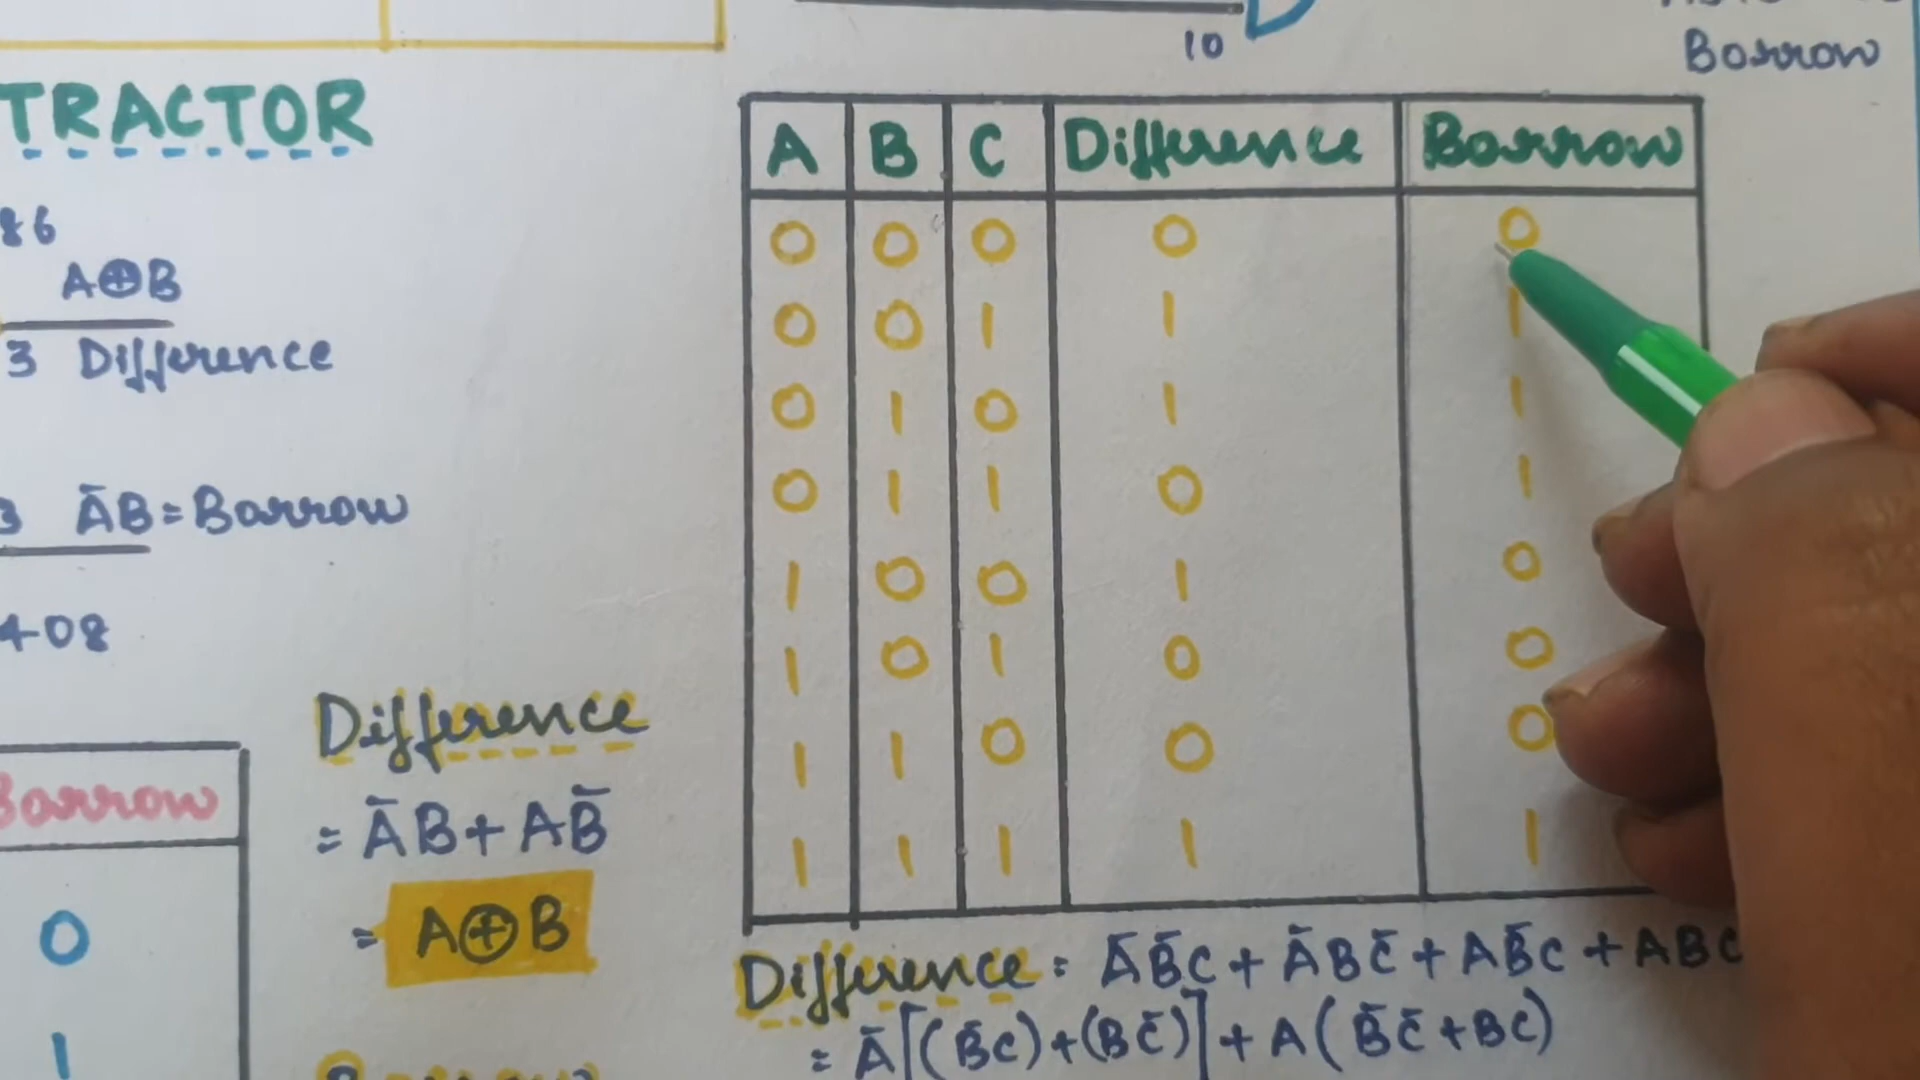 10
Borrow
TRACTOR
86
A⊕B
3 Difference
3 ĀB = Borrow
408
Difference
= ĀB + AB̄
= A⊕B
Borrow
0
1
A B C Difference Borrow
0 0 0 0 0
0 0 1 1 1
0 1 0 1 1
0 1 1 0 1
1 0 0 1 0
1 0 1 0 0
1 1 0 0 0
1 1 1 1 1
Difference = ĀB̄C + ĀBC̄ + AB̄C + ABC
= Ā[(B̄C)+(BC̄)] + A(B̄C̄+BC)